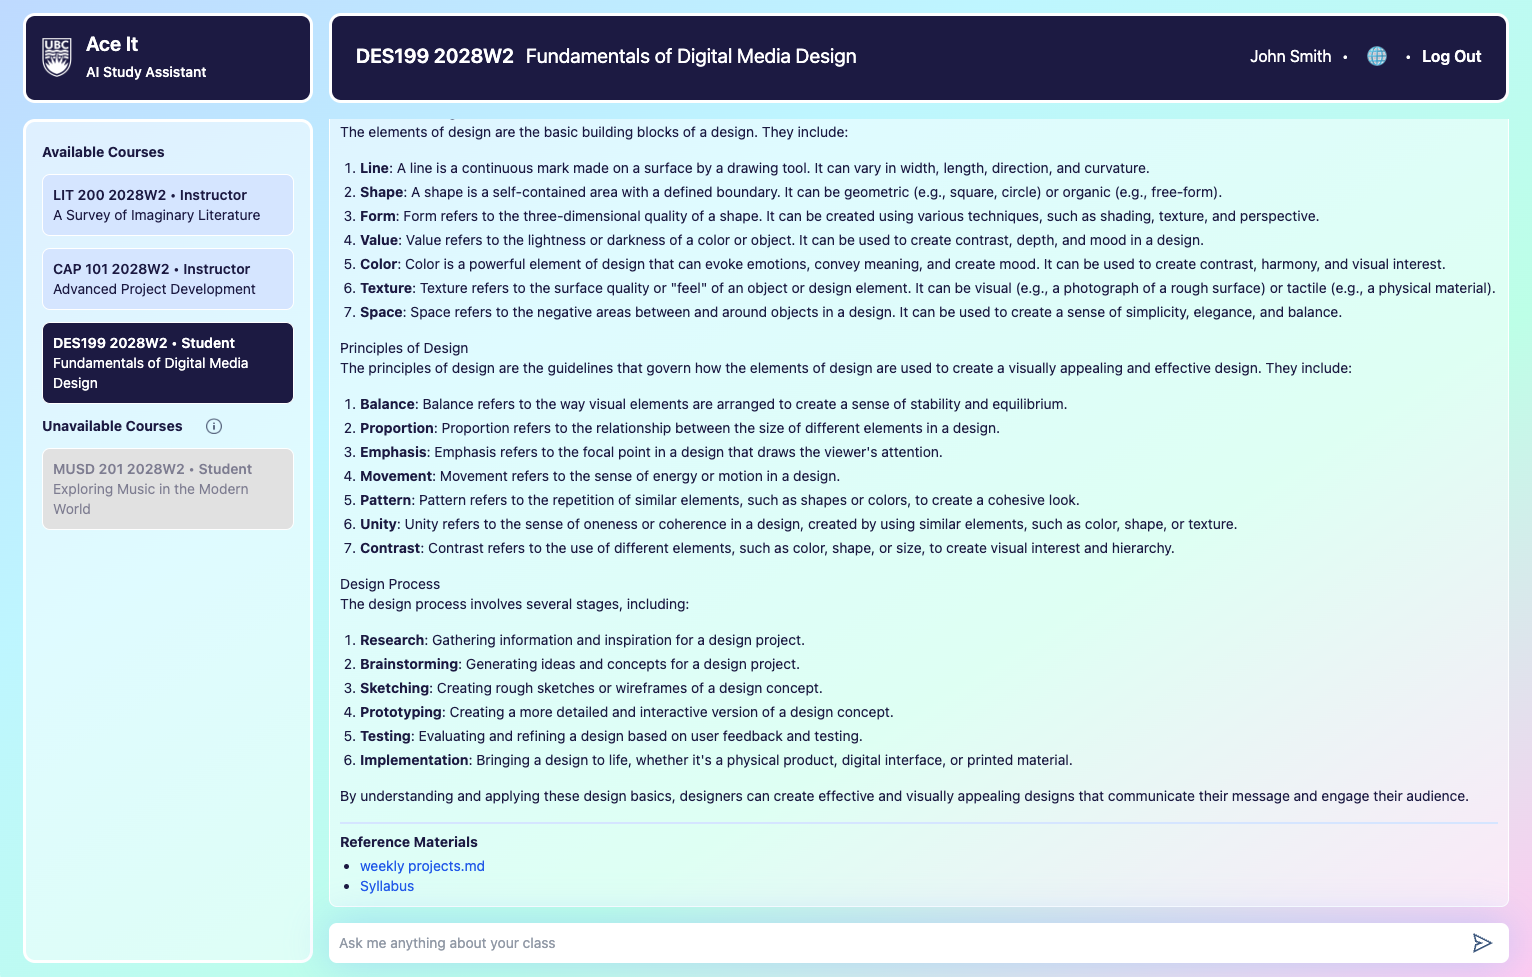 UBC
Ace It
AI Study Assistant
DES199 2028W2 Fundamentals of Digital Media Design
John Smith • • Log Out
Available Courses
LIT 200 2028W2 • Instructor
A Survey of Imaginary Literature
CAP 101 2028W2 • Instructor
Advanced Project Development
DES199 2028W2 • Student
Fundamentals of Digital Media
Design
Unavailable Courses
MUSD 201 2028W2 • Student
Exploring Music in the Modern
World
The elements of design are the basic building blocks of a design. They include:
1. Line: A line is a continuous mark made on a surface by a drawing tool. It can vary in width, length, direction, and curvature.
2. Shape: A shape is a self-contained area with a defined boundary. It can be geometric (e.g., square, circle) or organic (e.g., free-form).
3. Form: Form refers to the three-dimensional quality of a shape. It can be created using various techniques, such as shading, texture, and perspective.
4. Value: Value refers to the lightness or darkness of a color or object. It can be used to create contrast, depth, and mood in a design.
5. Color: Color is a powerful element of design that can evoke emotions, convey meaning, and create mood. It can be used to create contrast, harmony, and visual interest.
6. Texture: Texture refers to the surface quality or "feel" of an object or design element. It can be visual (e.g., a photograph of a rough surface) or tactile (e.g., a physical material).
7. Space: Space refers to the negative areas between and around objects in a design. It can be used to create a sense of simplicity, elegance, and balance.
Principles of Design
The principles of design are the guidelines that govern how the elements of design are used to create a visually appealing and effective design. They include:
1. Balance: Balance refers to the way visual elements are arranged to create a sense of stability and equilibrium.
2. Proportion: Proportion refers to the relationship between the size of different elements in a design.
3. Emphasis: Emphasis refers to the focal point in a design that draws the viewer's attention.
4. Movement: Movement refers to the sense of energy or motion in a design.
5. Pattern: Pattern refers to the repetition of similar elements, such as shapes or colors, to create a cohesive look.
6. Unity: Unity refers to the sense of oneness or coherence in a design, created by using similar elements, such as color, shape, or texture.
7. Contrast: Contrast refers to the use of different elements, such as color, shape, or size, to create visual interest and hierarchy.
Design Process
The design process involves several stages, including:
1. Research: Gathering information and inspiration for a design project.
2. Brainstorming: Generating ideas and concepts for a design project.
3. Sketching: Creating rough sketches or wireframes of a design concept.
4. Prototyping: Creating a more detailed and interactive version of a design concept.
5. Testing: Evaluating and refining a design based on user feedback and testing.
6. Implementation: Bringing a design to life, whether it's a physical product, digital interface, or printed material.
By understanding and applying these design basics, designers can create effective and visually appealing designs that communicate their message and engage their audience.
Reference Materials
• weekly projects.md
• Syllabus
Ask me anything about your class